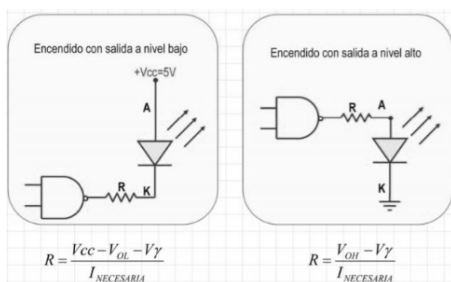 Encendido con salida a nivel bajo
+Vcc=5V
A
R
K
R = Vcc − V_OL − Vγ / I_NECESARIA
Encendido con salida a nivel alto
R
A
K
R = V_OH − Vγ / I_NECESARIA